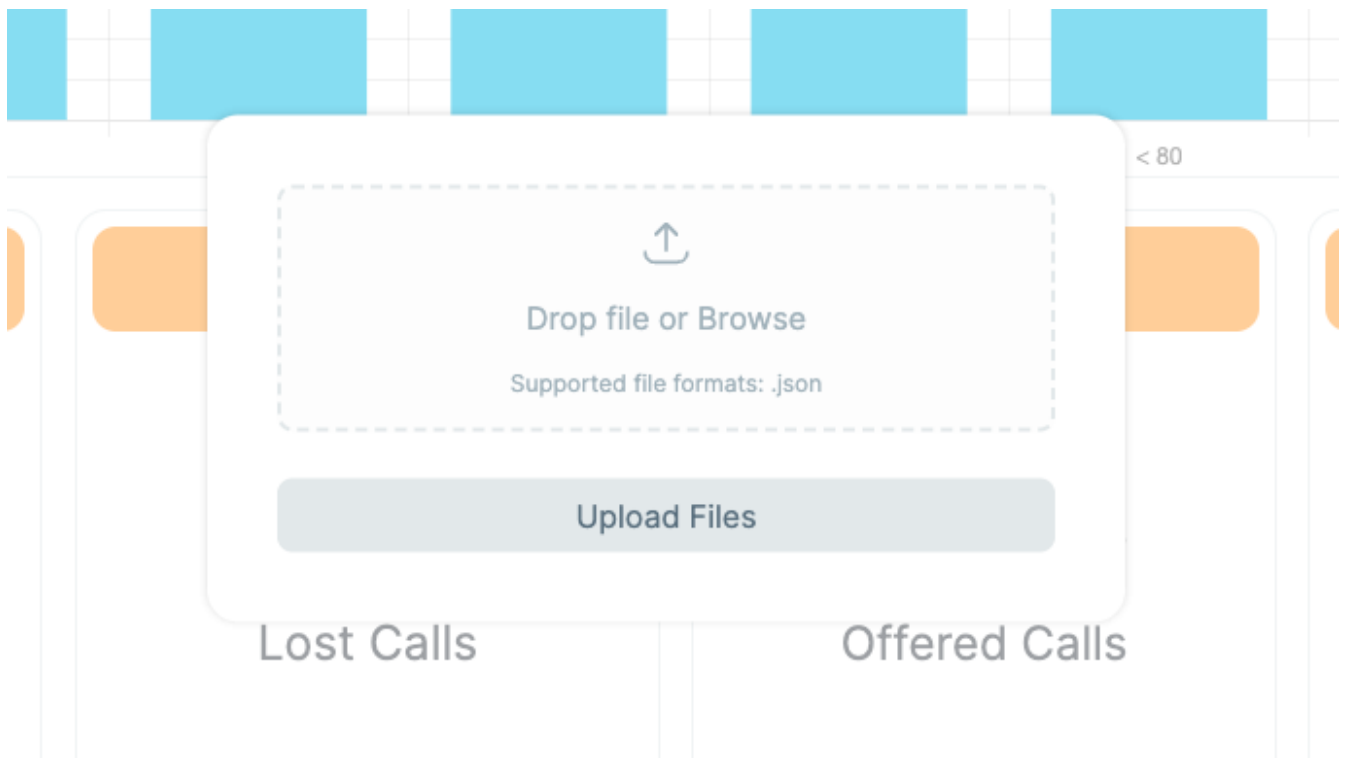 < 80
Drop file or Browse
Supported file formats: .json
Upload Files
Lost Calls
Offered Calls